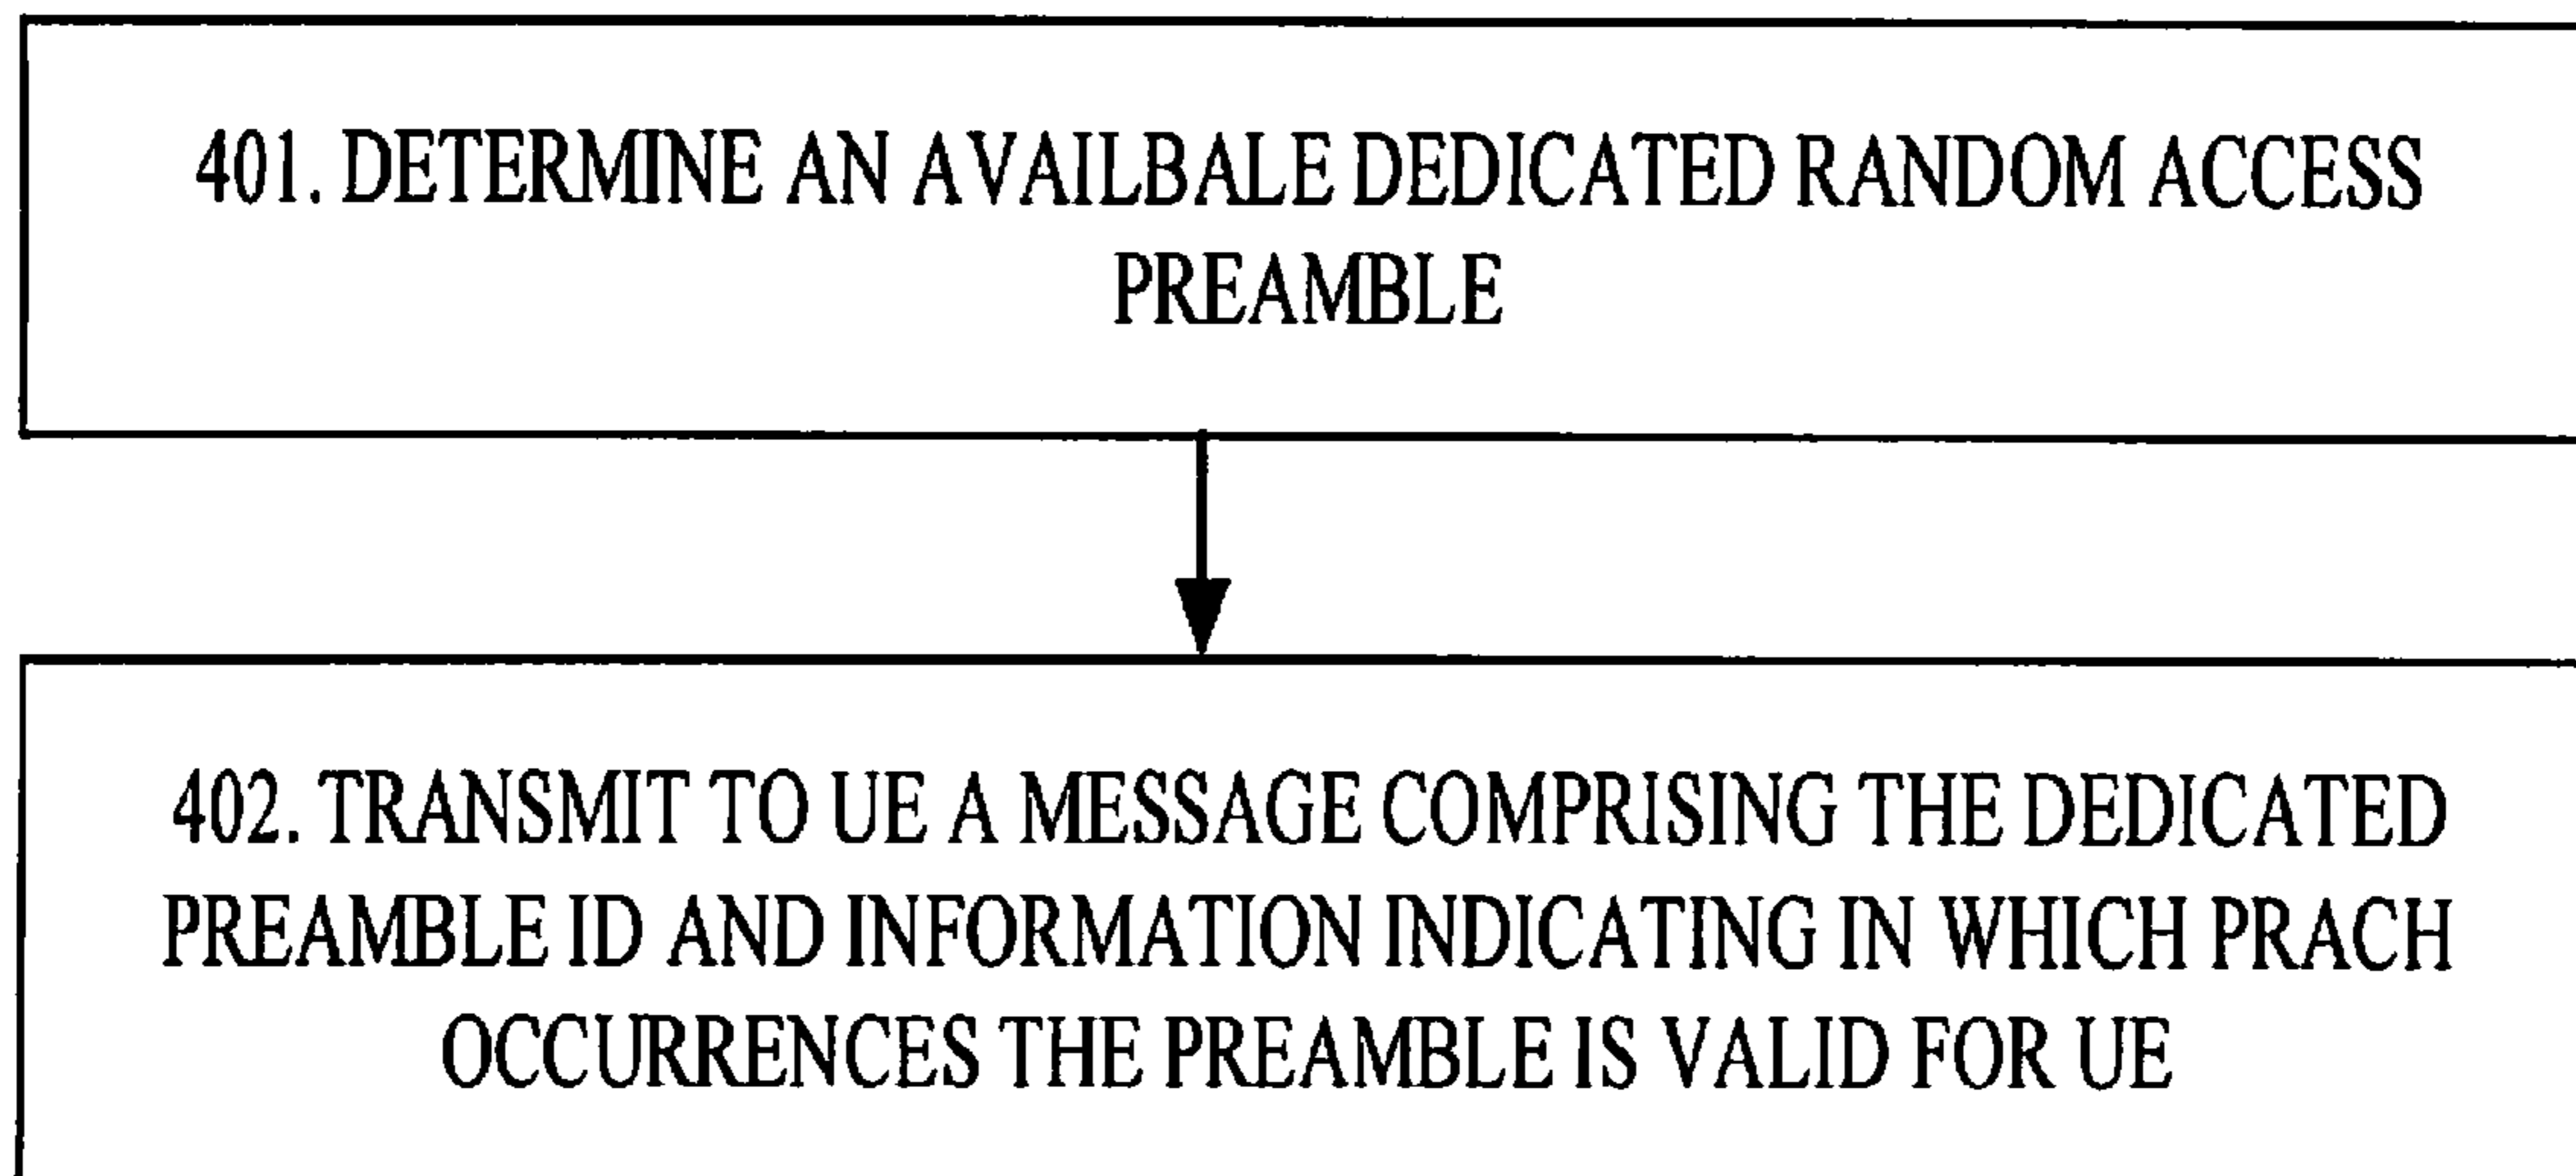 401. DETERMINE AN AVAILBALE DEDICATED RANDOM ACCESS
PREAMBLE
402. TRANSMIT TO UE A MESSAGE COMPRISING THE DEDICATED
PREAMBLE ID AND INFORMATION INDICATING IN WHICH PRACH
OCCURRENCES THE PREAMBLE IS VALID FOR UE